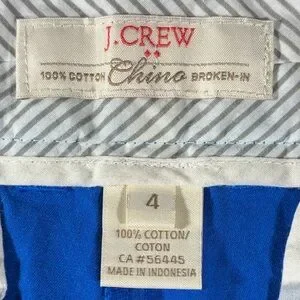 J.CREW
100% COTTON Chino BROKEN-IN
4
100% COTTON/
COTON
CA #56445
MADE IN INDONESIA